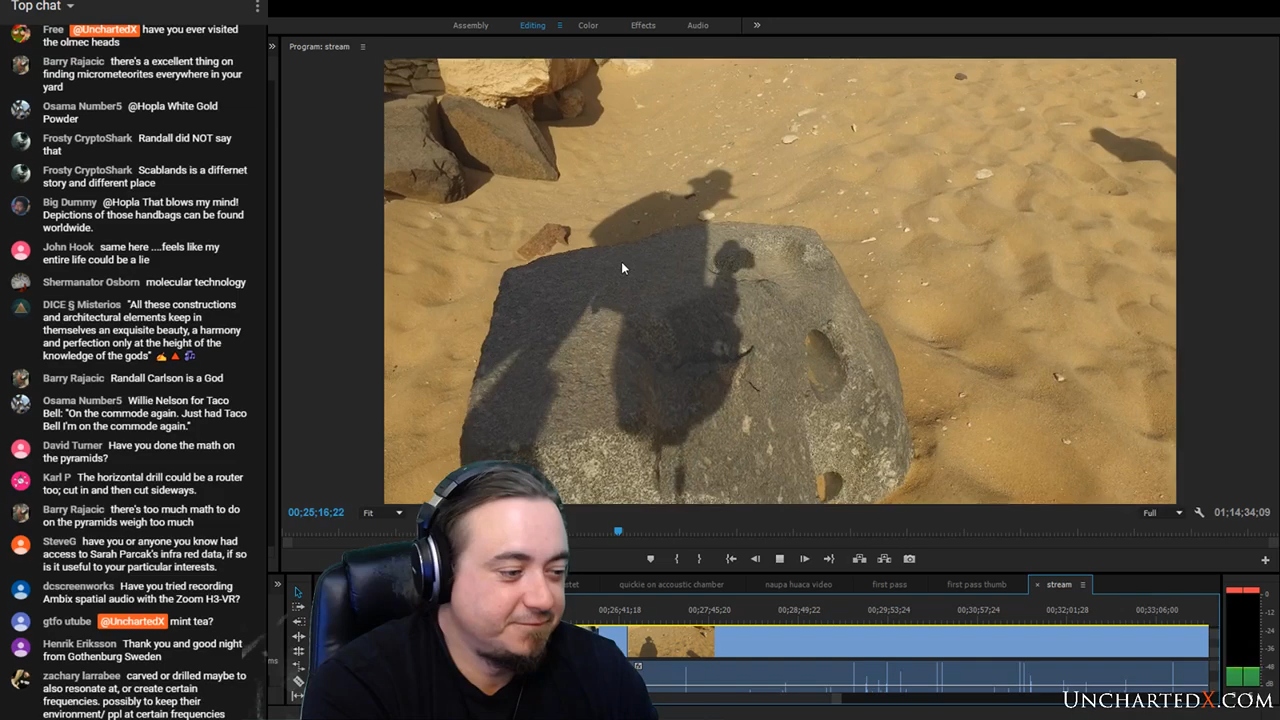 Top chat
Free @UnchartedX have you ever visited
the olmec heads
Barry Rajacic there's a excellent thing on
finding micrometeorites everywhere in your
yard
Osama Number5 @Hopla White Gold
Powder
Frosty CryptoShark Randall did NOT say
that
Frosty CryptoShark Scablands is a differnet
story and different place
Big Dummy @Hopla That blows my mind!
Depictions of those handbags can be found
worldwide.
John Hook same here ....feels like my
entire life could be a lie
Shermanator Osborn molecular technology
DICE § Misterios "All these constructions
and architectural elements keep in
themselves an exquisite beauty, a harmony
and perfection only at the height of the
knowledge of the gods" ✍️🔺🎶
Barry Rajacic Randall Carlson is a God
Osama Number5 Willie Nelson for Taco
Bell: "On the commode again. Just had Taco
Bell I'm on the commode again."
David Turner Have you done the math on
the pyramids?
Karl P The horizontal drill could be a router
too; cut in and then cut sideways.
Barry Rajacic there's too much math to do
on the pyramids weigh too much
SteveG have you or anyone you know had
access to Sarah Parcak's infra red data, if so
is it useful to your particular interests.
dcscreenworks Have you tried recording
Ambix spatial audio with the Zoom H3-VR?
gtfo utube @UnchartedX mint tea?
Henrik Eriksson Thank you and good night
from Gothenburg Sweden
zachary larrabee carved or drilled maybe to
also resonate at, or create certain
frequencies. possibly to keep their
environment/ ppl at certain frequencies
Assembly Editing Color Effects Audio
Program: stream
00;25;16;22 Fit Full 01;14;34;09
quickie on accoustic chamber naupa huaca video first pass first pass thumb stream
00;26;41;18 00;27;45;20 00;28;49;22 00;29;53;24 00;30;57;24 00;32;01;28 00;33;06;00
0
-12
-24
-36
-48
dB
UnchartedX.com